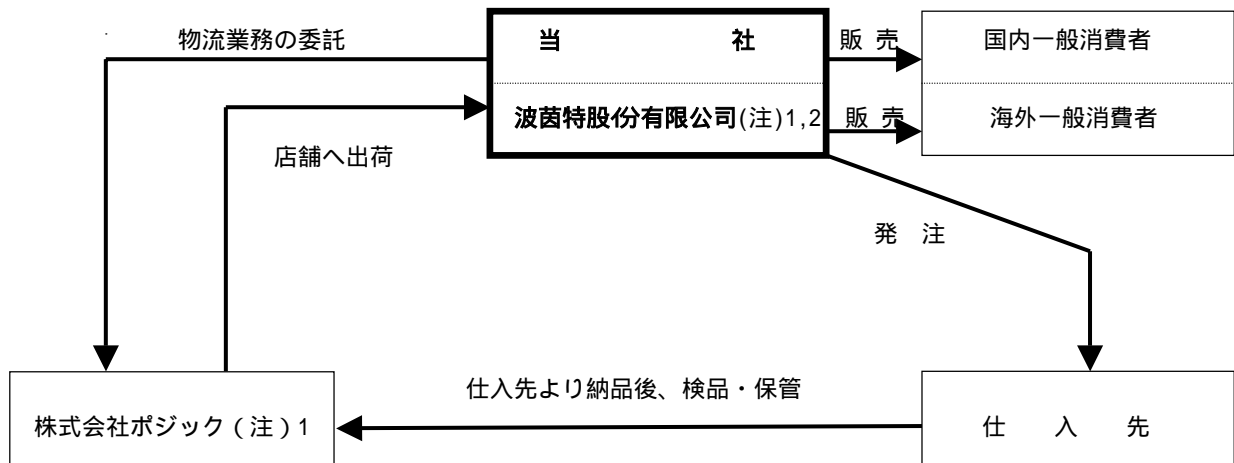 物流業務の委託
当 社
販 売
国内一般消費者
波茵特股份有限公司(注)1,2
販 売
海外一般消費者
店舗へ出荷
発 注
仕入先より納品後、検品・保管
株式会社ポジック(注)1
仕 入 先